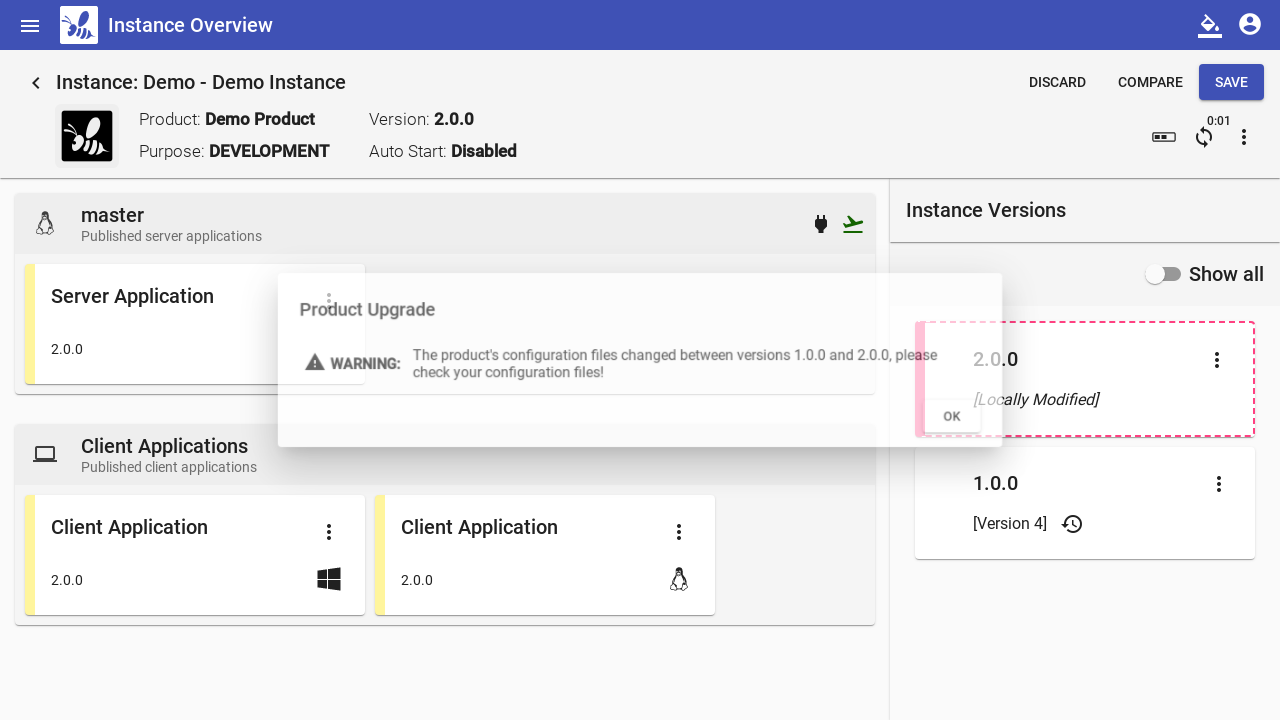 Instance Overview
Instance: Demo - Demo Instance
DISCARD
COMPARE
SAVE
Product: Demo Product
Version: 2.0.0
0:01
Purpose: DEVELOPMENT
Auto Start: Disabled
master
Published server applications
Instance Versions
Show all
Server Application
2.0.0
Product Upgrade
WARNING:
The product's configuration files changed between versions 1.0.0 and 2.0.0, please
check your configuration files!
OK
2.0.0
[Locally Modified]
Client Applications
Published client applications
1.0.0
[Version 4]
Client Application
2.0.0
Client Application
2.0.0